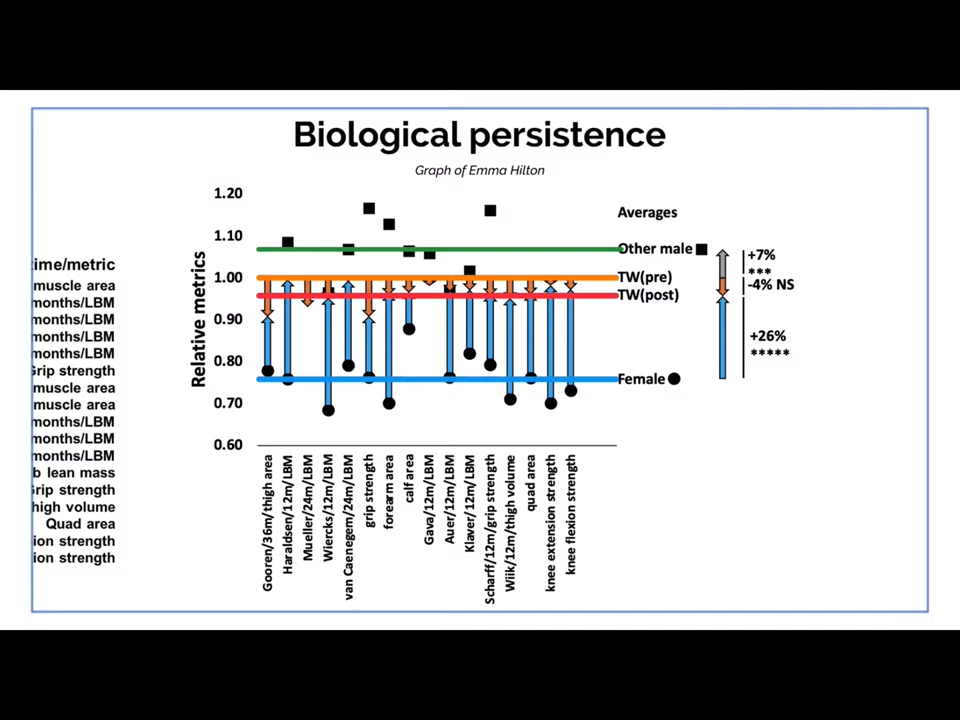 Biological persistence
Graph of Emma Hilton
ime/metric
muscle area
months/LBM
months/LBM
months/LBM
months/LBM
rip strength
muscle area
muscle area
months/LBM
months/LBM
months/LBM
b lean mass
rip strength
high volume
Quad area
ion strength
ion strength
Relative metrics
1.20
1.10
1.00
0.90
0.80
0.70
0.60
Gooren/36m/thigh area
Haraldsen/12m/LBM
Mueller/24m/LBM
Wiercks/12m/LBM
van Caenegem/24m/LBM
grip strength
forearm area
calf area
Gava/12m/LBM
Auer/12m/LBM
Klaver/12m/LBM
Scharff/12m/grip strength
Wiik/12m/thigh volume
quad area
knee extension strength
knee flexion strength
Averages
Other male
TW(pre)
TW(post)
Female
+7%
***
-4% NS
+26%
*****